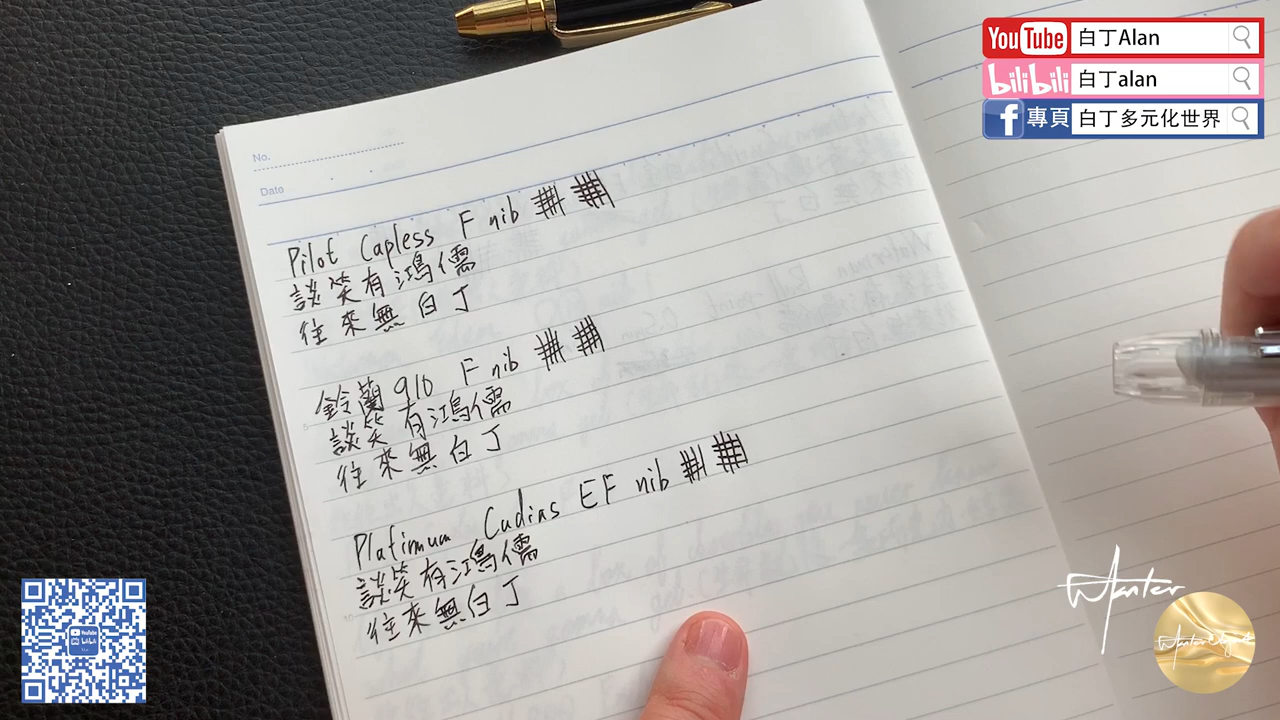 YouTube 白丁Alan
bilibili 白丁alan
f 專頁 白丁多元化世界
No.
Date
Pilot Capless F nib
談笑有鴻儒
往來無白丁
鈴蘭 910 F nib
談笑有鴻儒
往來無白丁
Platinum Cudias EF nib
談笑有鴻儒
往來無白丁
5
10